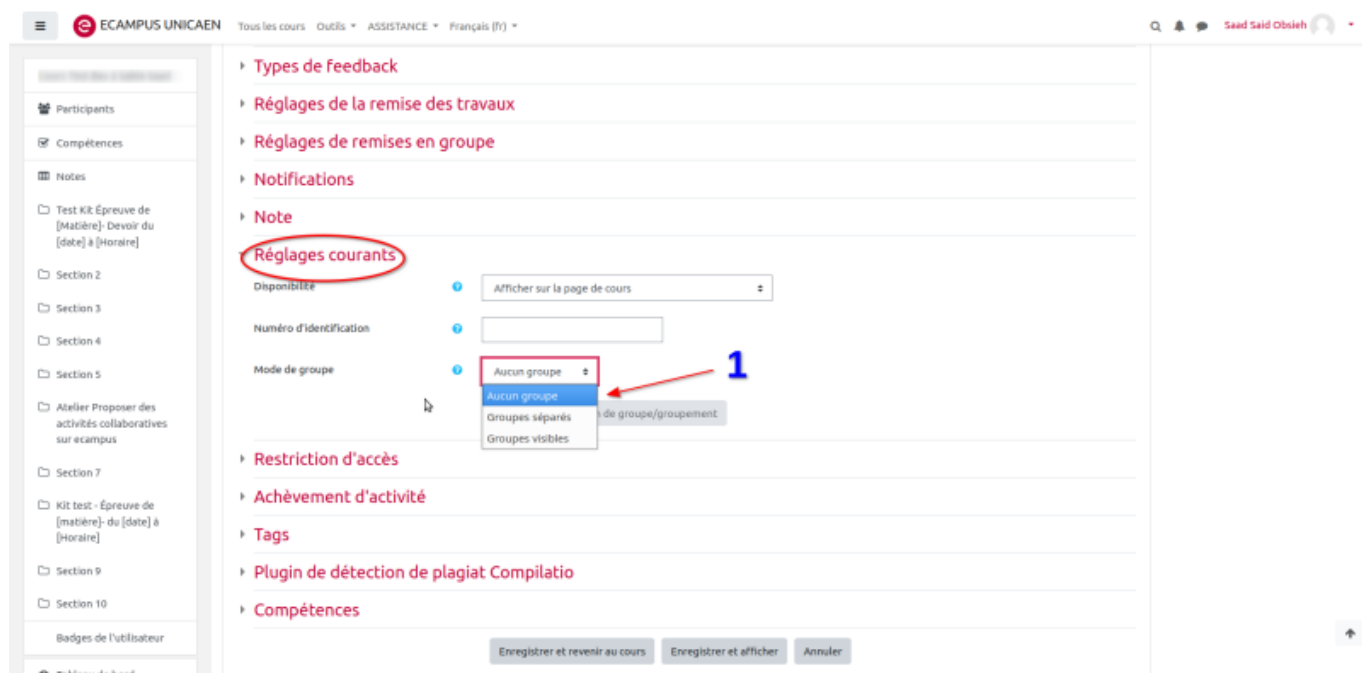 ECAMPUS UNICAEN Tous les cours Outils ASSISTANCE Français (fr) Saad Said Obsieh
Participants
Compétences
Notes
Test Kit Épreuve de
[Matière]- Devoir du
[date] à [Horaire]
Section 2
Section 3
Section 4
Section 5
Atelier Proposer des
activités collaboratives
sur ecampus
Section 7
Kit test - Épreuve de
[matière]- du [date] à
[Horaire]
Section 9
Section 10
Badges de l'utilisateur
Types de feedback
Réglages de la remise des travaux
Réglages de remises en groupe
Notifications
Note
Réglages courants
Disponibilité
Afficher sur la page de cours
Numéro d'identification
Mode de groupe
Aucun groupe
1
Aucun groupe
Groupes séparés
de groupe/groupement
Groupes visibles
Restriction d'accès
Achèvement d'activité
Tags
Plugin de détection de plagiat Compilatio
Compétences
Enregistrer et revenir au cours Enregistrer et afficher Annuler